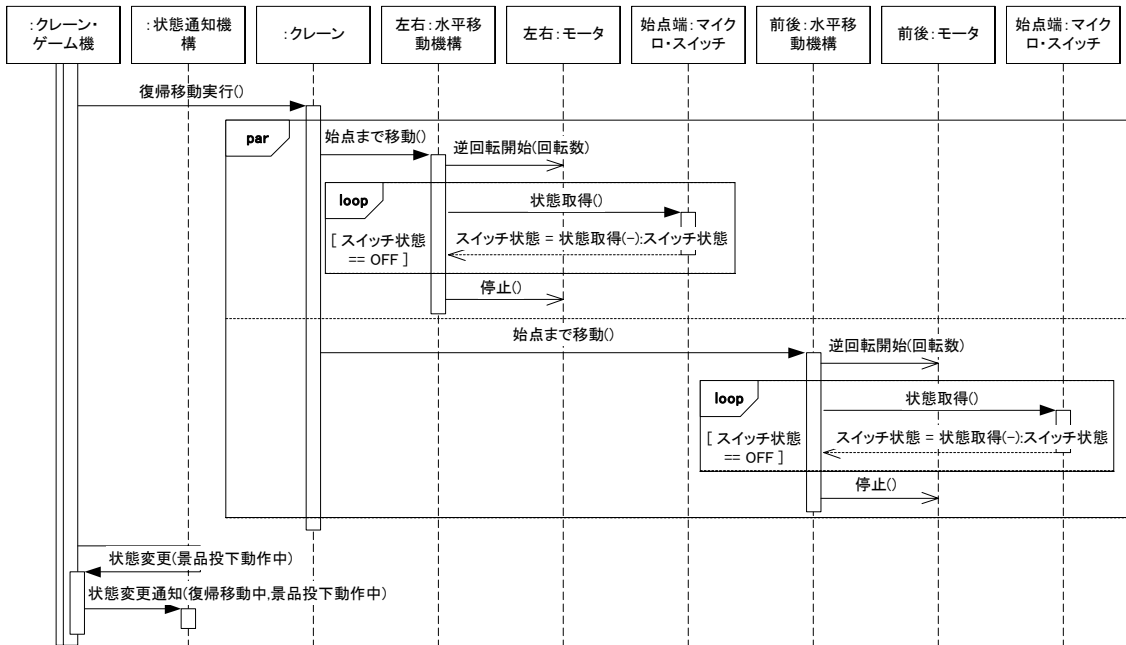 :クレーン・
ゲーム機
:状態通知機
構
:クレーン
左右:水平移
動機構
左右:モータ
始点端:マイク
ロ・スイッチ
前後:水平移
動機構
前後:モータ
始点端:マイク
ロ・スイッチ
復帰移動実行()
par
始点まで移動()
逆回転開始(回転数)
loop
状態取得()
[ スイッチ状態
== OFF ]
スイッチ状態 = 状態取得(-):スイッチ状態
停止()
始点まで移動()
逆回転開始(回転数)
loop
状態取得()
[ スイッチ状態
== OFF ]
スイッチ状態 = 状態取得(-):スイッチ状態
停止()
状態変更(景品投下動作中)
状態変更通知(復帰移動中,景品投下動作中)